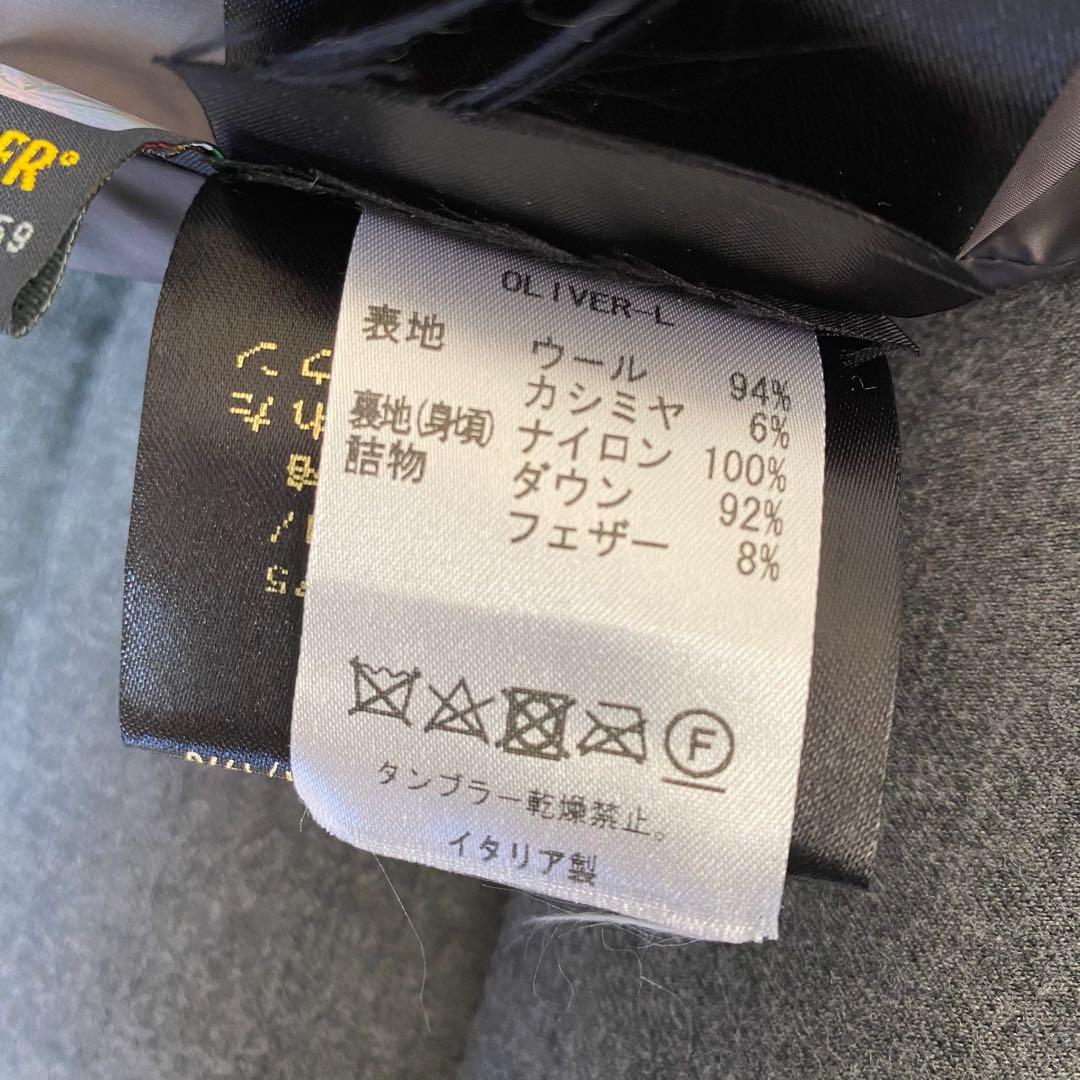 OLIVER-L
表地 ウール 94%
カシミヤ 6%
裏地(身頃) ナイロン 100%
詰物 ダウン 92%
フェザー 8%
F
タンブラー乾燥禁止。
イタリア製
ER°
59